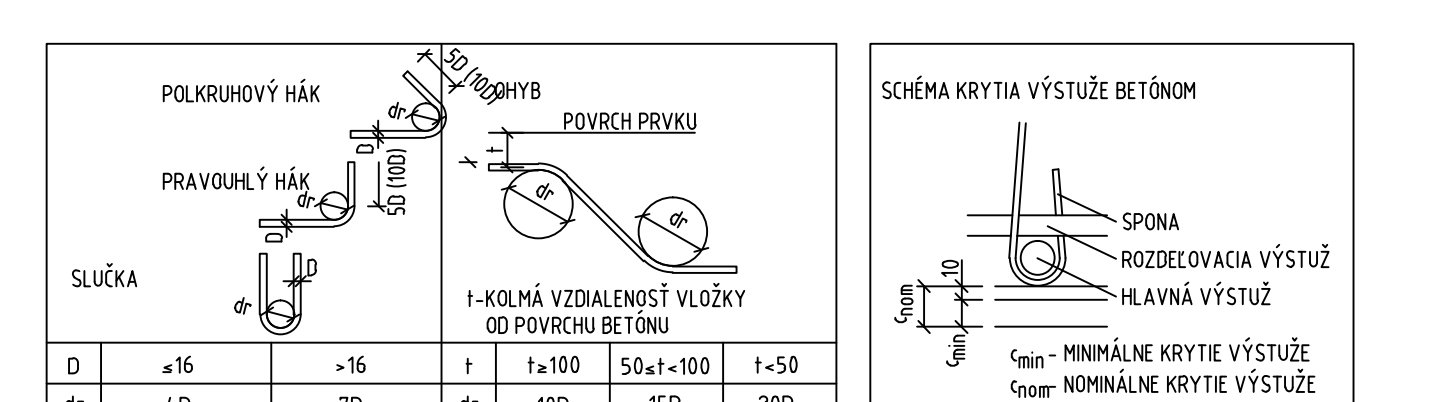 POLKRUHOVÝ HÁK
dr
D
5D (10D)
PRAVOUHLÝ HÁK
dr
D
5D (10D)
SLUČKA
dr
D
OHYB
POVRCH PRVKU
t
dr
dr
t-KOLMÁ VZDIALENOSŤ VLOŽKY
OD POVRCHU BETÓNU
D ≤16 >16 t t≥100 50≤t<100 t<50
SCHÉMA KRYTIA VÝSTUŽE BETÓNOM
SPONA
ROZDEĽOVACIA VÝSTUŽ
HLAVNÁ VÝSTUŽ
10
cnom
cmin
cmin - MINIMÁLNE KRYTIE VÝSTUŽE
cnom- NOMINÁLNE KRYTIE VÝSTUŽE